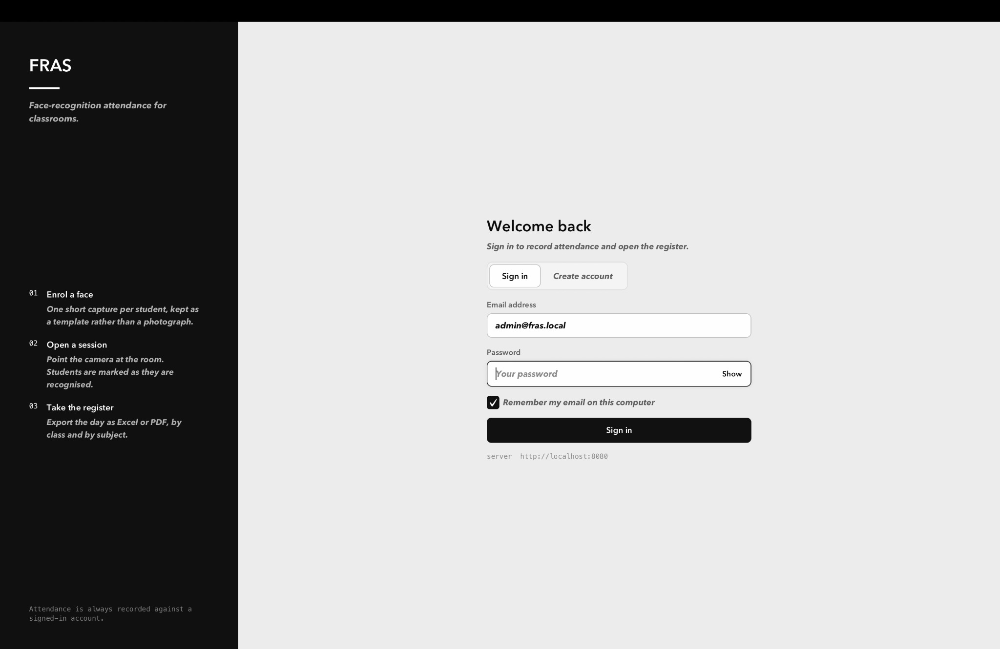 FRAS
Face-recognition attendance for
classrooms.
01 Enrol a face
One short capture per student, kept as
a template rather than a photograph.
02 Open a session
Point the camera at the room.
Students are marked as they are
recognised.
03 Take the register
Export the day as Excel or PDF, by
class and by subject.
Attendance is always recorded against a
signed-in account.
Welcome back
Sign in to record attendance and open the register.
Sign in Create account
Email address
admin@fras.local
Password
Your password Show
Remember my email on this computer
Sign in
server http://localhost:8080